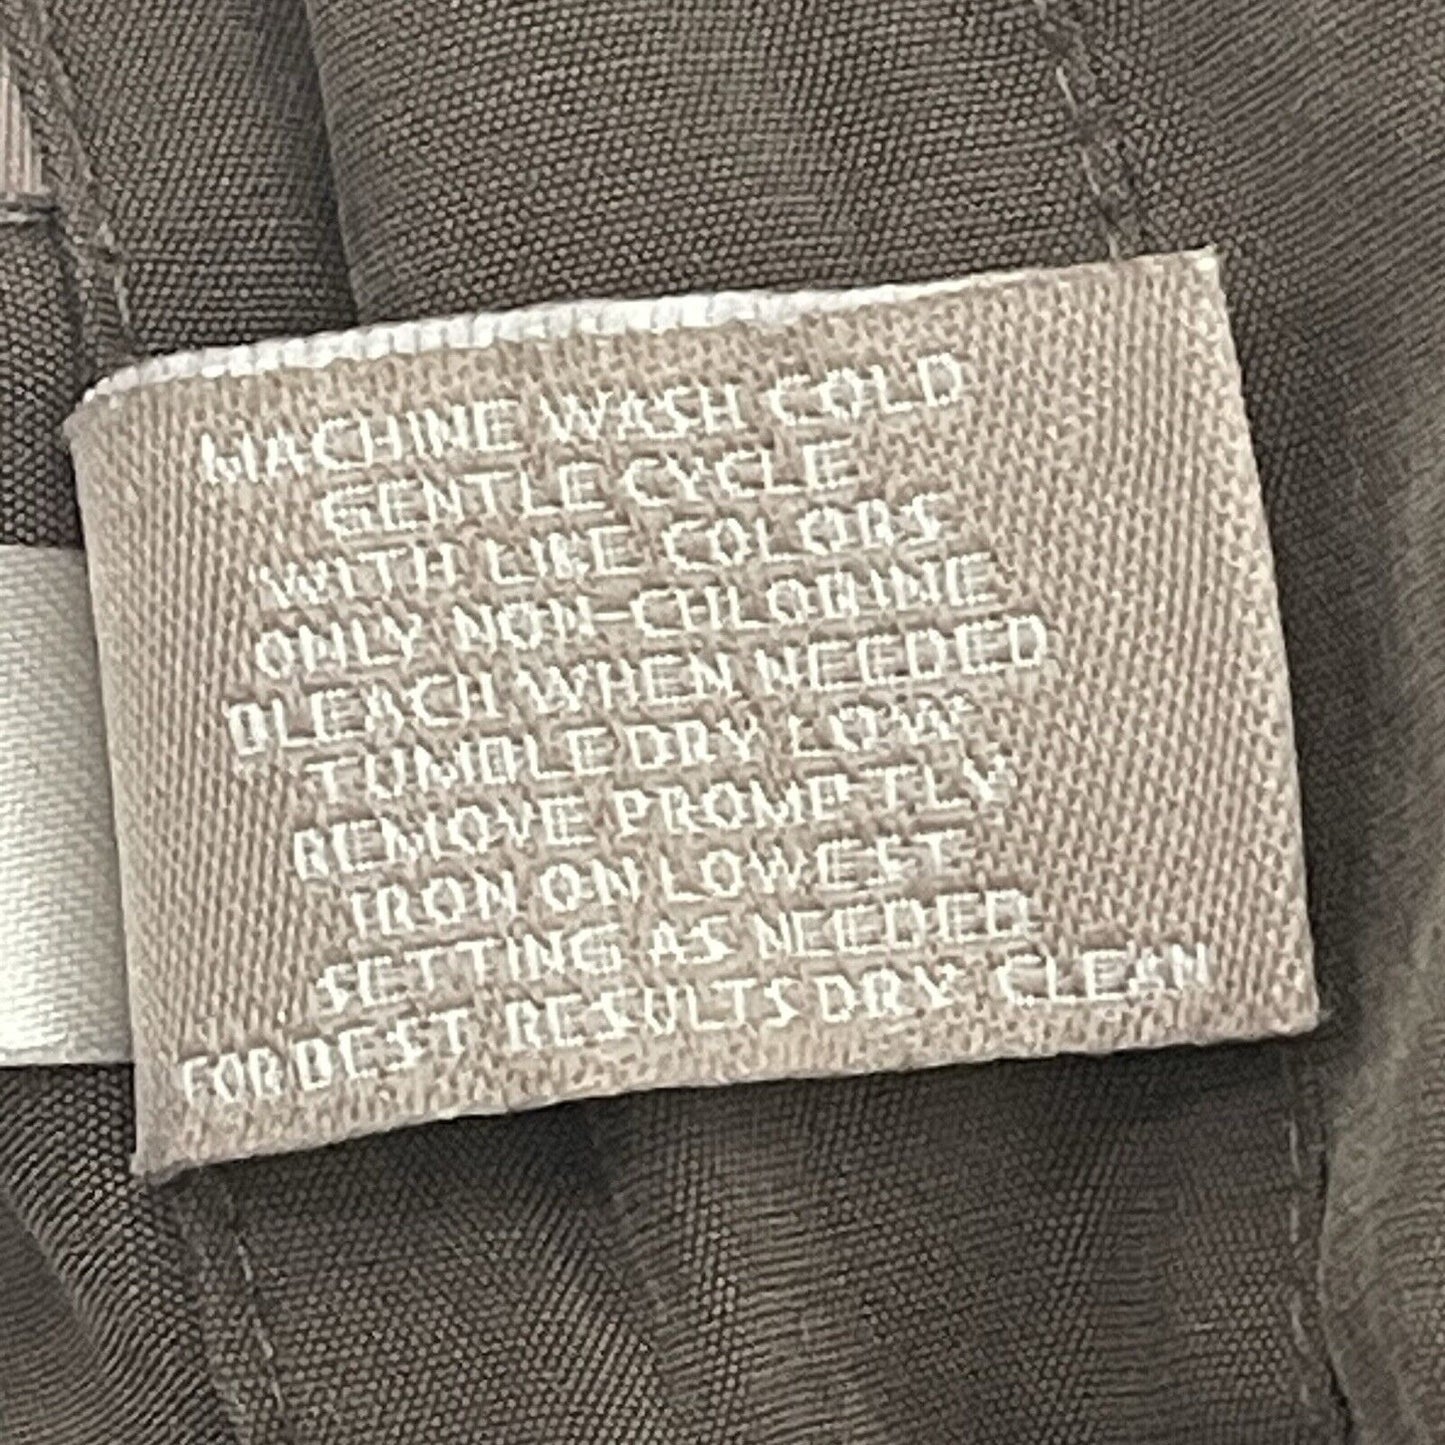 MACHINE WASH COLD
GENTLE CYCLE
WITH LIKE COLORS
ONLY NON-CHLORINE
BLEACH WHEN NEEDED
TUMBLE DRY LOW
REMOVE PROMPTLY
IRON ON LOWEST
SETTING AS NEEDED
FOR BEST RESULTS DRY CLEAN